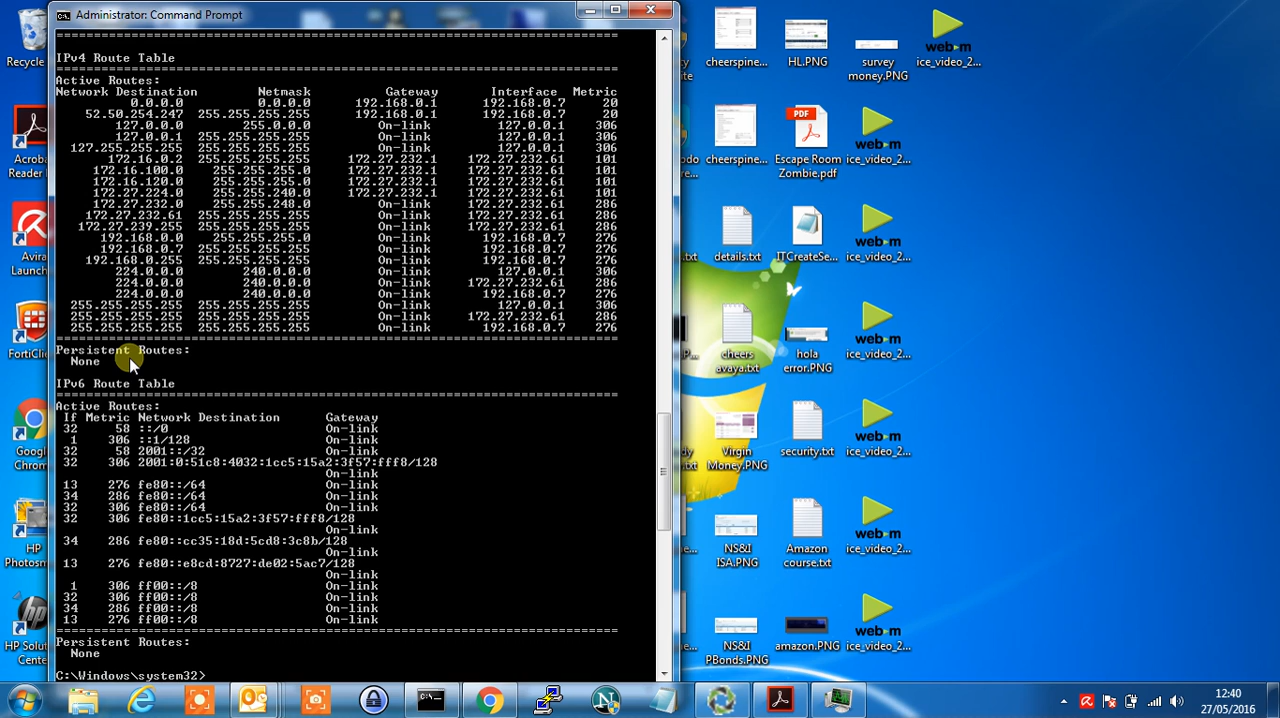 Administrator: Command Prompt
===========================================================================
IPv4 Route Table
===========================================================================
Active Routes:
Network Destination        Netmask          Gateway       Interface  Metric
0.0.0.0          0.0.0.0      192.168.0.1      192.168.0.7     20
255.255.255.255      192.168.0.1      192.168.0.7     20
127.0.0.0        255.0.0.0         On-link         127.0.0.1    306
127.0.0.1  255.255.255.255         On-link         127.0.0.1    306
127.255.255.255  255.255.255.255         On-link         127.0.0.1    306
255.255.255.255     172.27.232.1    172.27.232.61    101
172.16.100.0    255.255.255.0     172.27.232.1    172.27.232.61    101
172.16.120.0    255.255.255.0     172.27.232.1    172.27.232.61    101
172.27.224.0    255.255.240.0     172.27.232.1    172.27.232.61    101
172.27.232.0    255.255.248.0         On-link     172.27.232.61    286
172.27.232.61  255.255.255.255         On-link     172.27.232.61    286
255.255.255.255         On-link     172.27.232.61    286
192.168.0.0    255.255.255.0         On-link       192.168.0.7    276
192.168.0.7  255.255.255.255         On-link       192.168.0.7    276
192.168.0.255  255.255.255.255         On-link       192.168.0.7    276
224.0.0.0        240.0.0.0         On-link         127.0.0.1    306
224.0.0.0        240.0.0.0         On-link     172.27.232.61    286
224.0.0.0        240.0.0.0         On-link       192.168.0.7    276
255.255.255.255  255.255.255.255         On-link         127.0.0.1    306
255.255.255.255  255.255.255.255         On-link     172.27.232.61    286
255.255.255.255  255.255.255.255         On-link       192.168.0.7    276
===========================================================================
Persistent Routes:
None
IPv6 Route Table
===========================================================================
Active Routes:
If Metric Network Destination      Gateway
32     58 ::/0                     On-link
1    306 ::1/128                  On-link
32     58 2001::/32                On-link
32    306 2001:0:51c8:4032:1cc5:15a2:3f57:fff8/128
On-link
13    276 fe80::/64                On-link
34    286 fe80::/64                On-link
32    306 fe80::/64                On-link
32    306 fe80::1cc5:15a2:3f57:fff8/128
On-link
34    286 fe80::cc35:18d:5cd8:3c8b/128
On-link
13    276 fe80::e8cd:8727:de02:5ac7/128
On-link
1    306 ff00::/8                 On-link
32    306 ff00::/8                 On-link
34    286 ff00::/8                 On-link
13    276 ff00::/8                 On-link
===========================================================================
Persistent Routes:
None
C:\Windows\system32>
Recycle
Acrobat
Reader
Avira
Launch...
FortiClie
Google
Chrom
HP
Photosm
HP Solut
Center
cheerspine...
HL.PNG
survey
money.PNG
web-m
ice_video_2...
cheerspine...
PDF
Escape Room
Zombie.pdf
web-m
ice_video_2...
.txt
details.txt
ITCreateSe...
web-m
ice_video_2...
cheers
avaya.txt
hola
error.PNG
web-m
ice_video_2...
Virgin
Money.PNG
security.txt
web-m
ice_video_2...
NS&I
ISA.PNG
Amazon
course.txt
web-m
ice_video_2...
NS&I
PBonds.PNG
amazon.PNG
web-m
ice_video_2...
12:40
27/05/2016